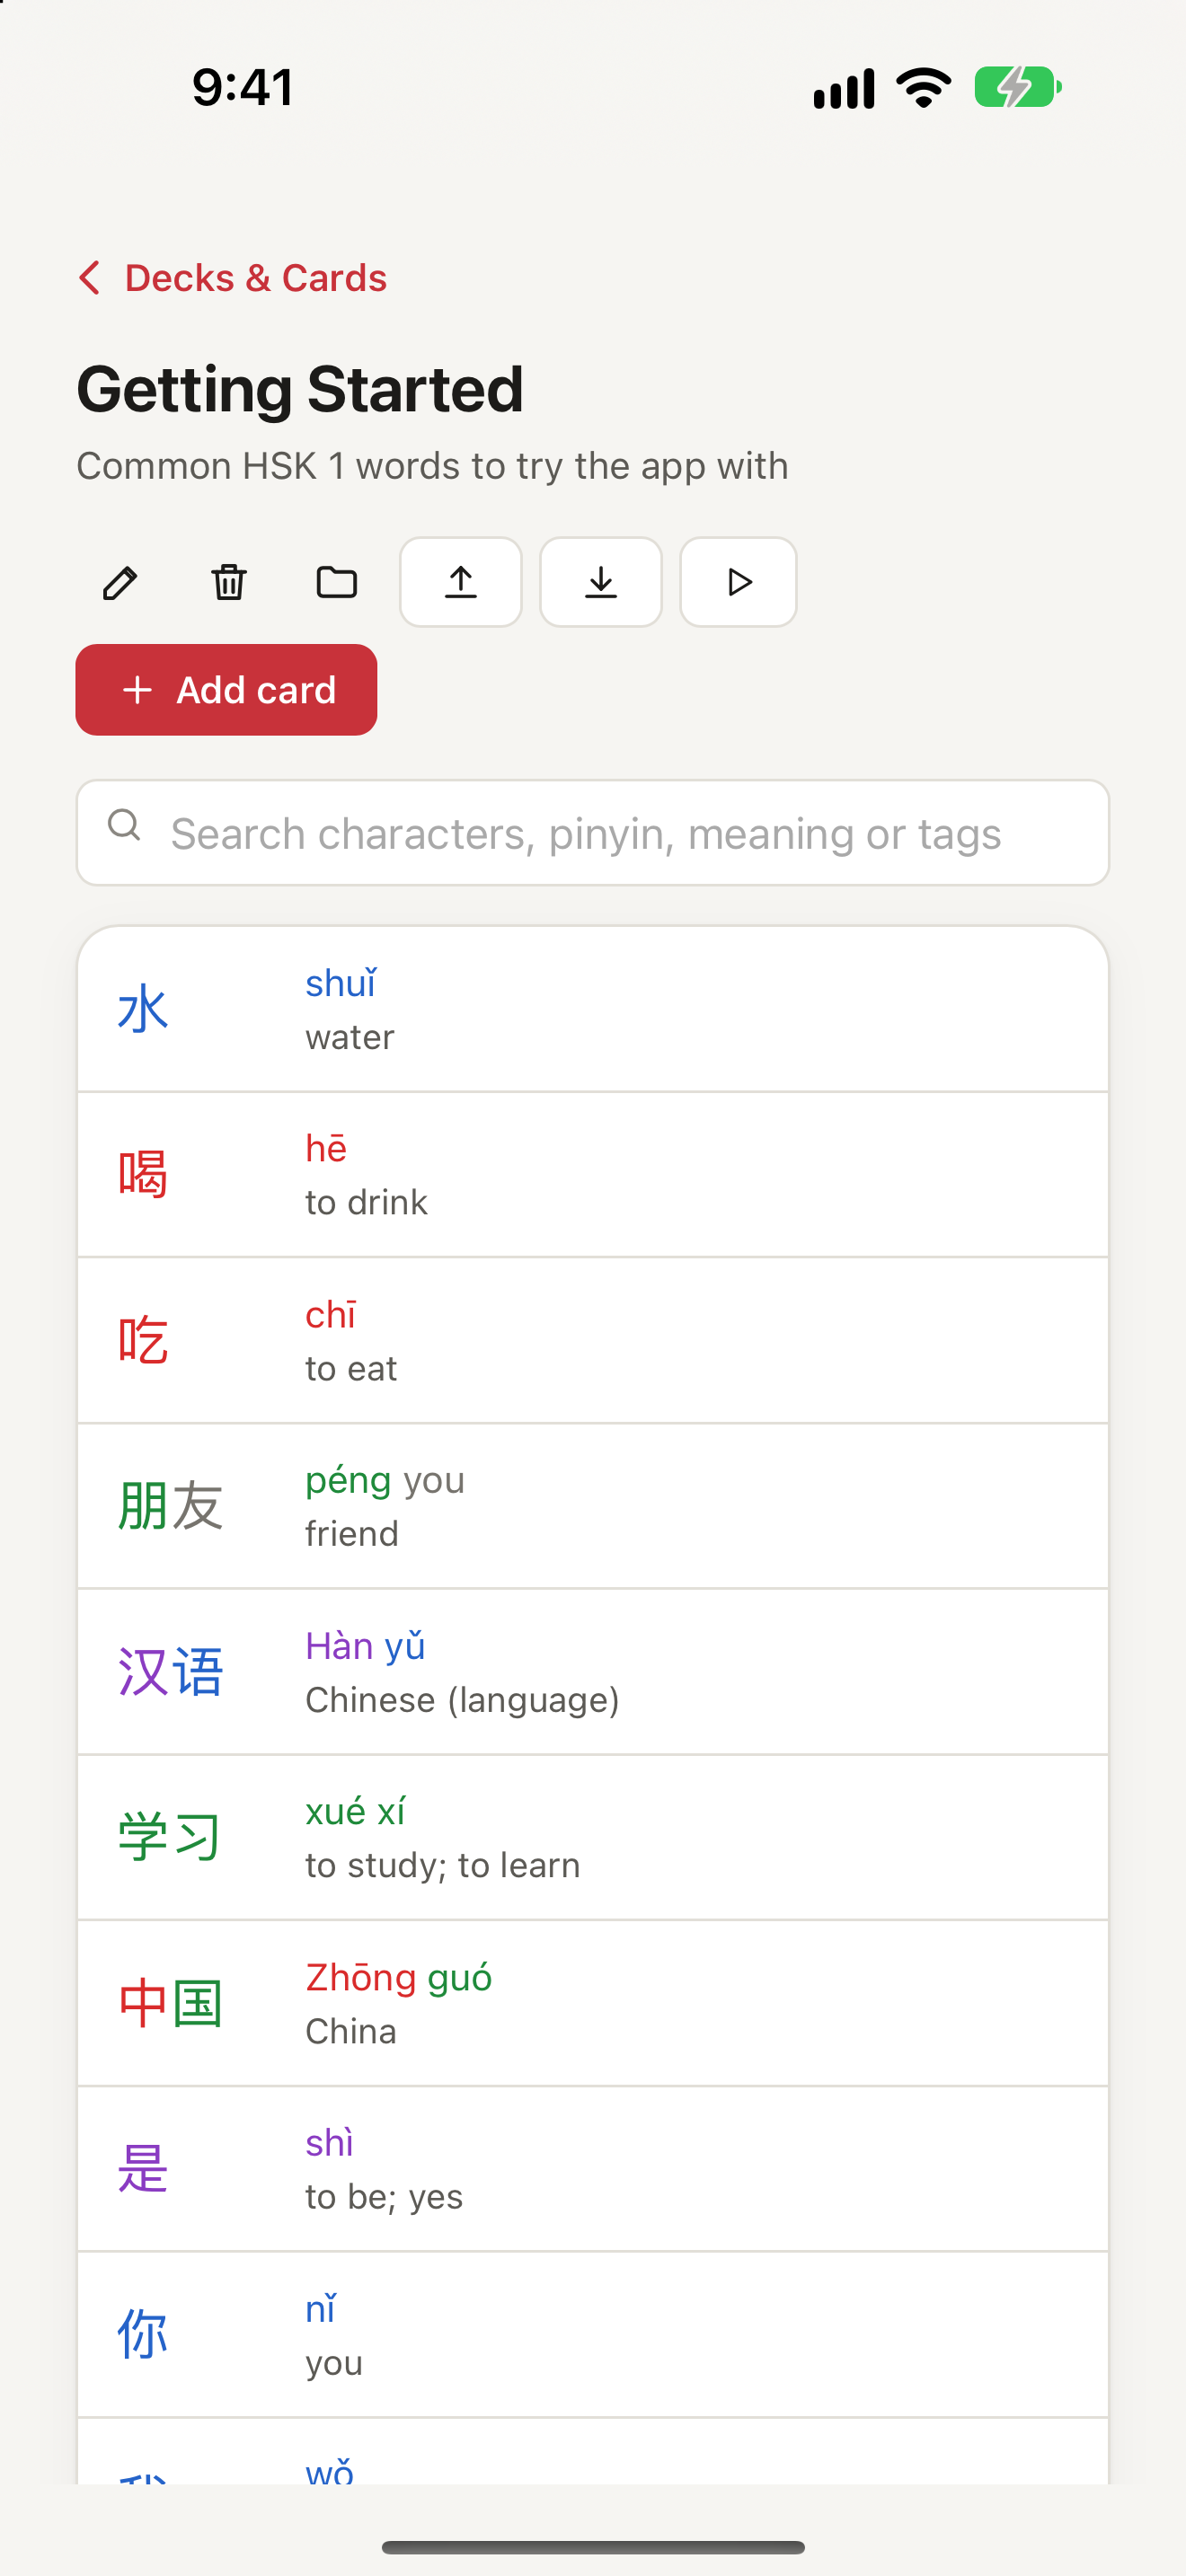 9:41
Decks & Cards
Getting Started
Common HSK 1 words to try the app with
Add card
Search characters, pinyin, meaning or tags
水
shuǐ
water
喝
hē
to drink
吃
chī
to eat
朋友
péng you
friend
汉语
Hàn yǔ
Chinese (language)
学习
xué xí
to study; to learn
中国
Zhōng guó
China
是
shì
to be; yes
你
nǐ
you
wǒ